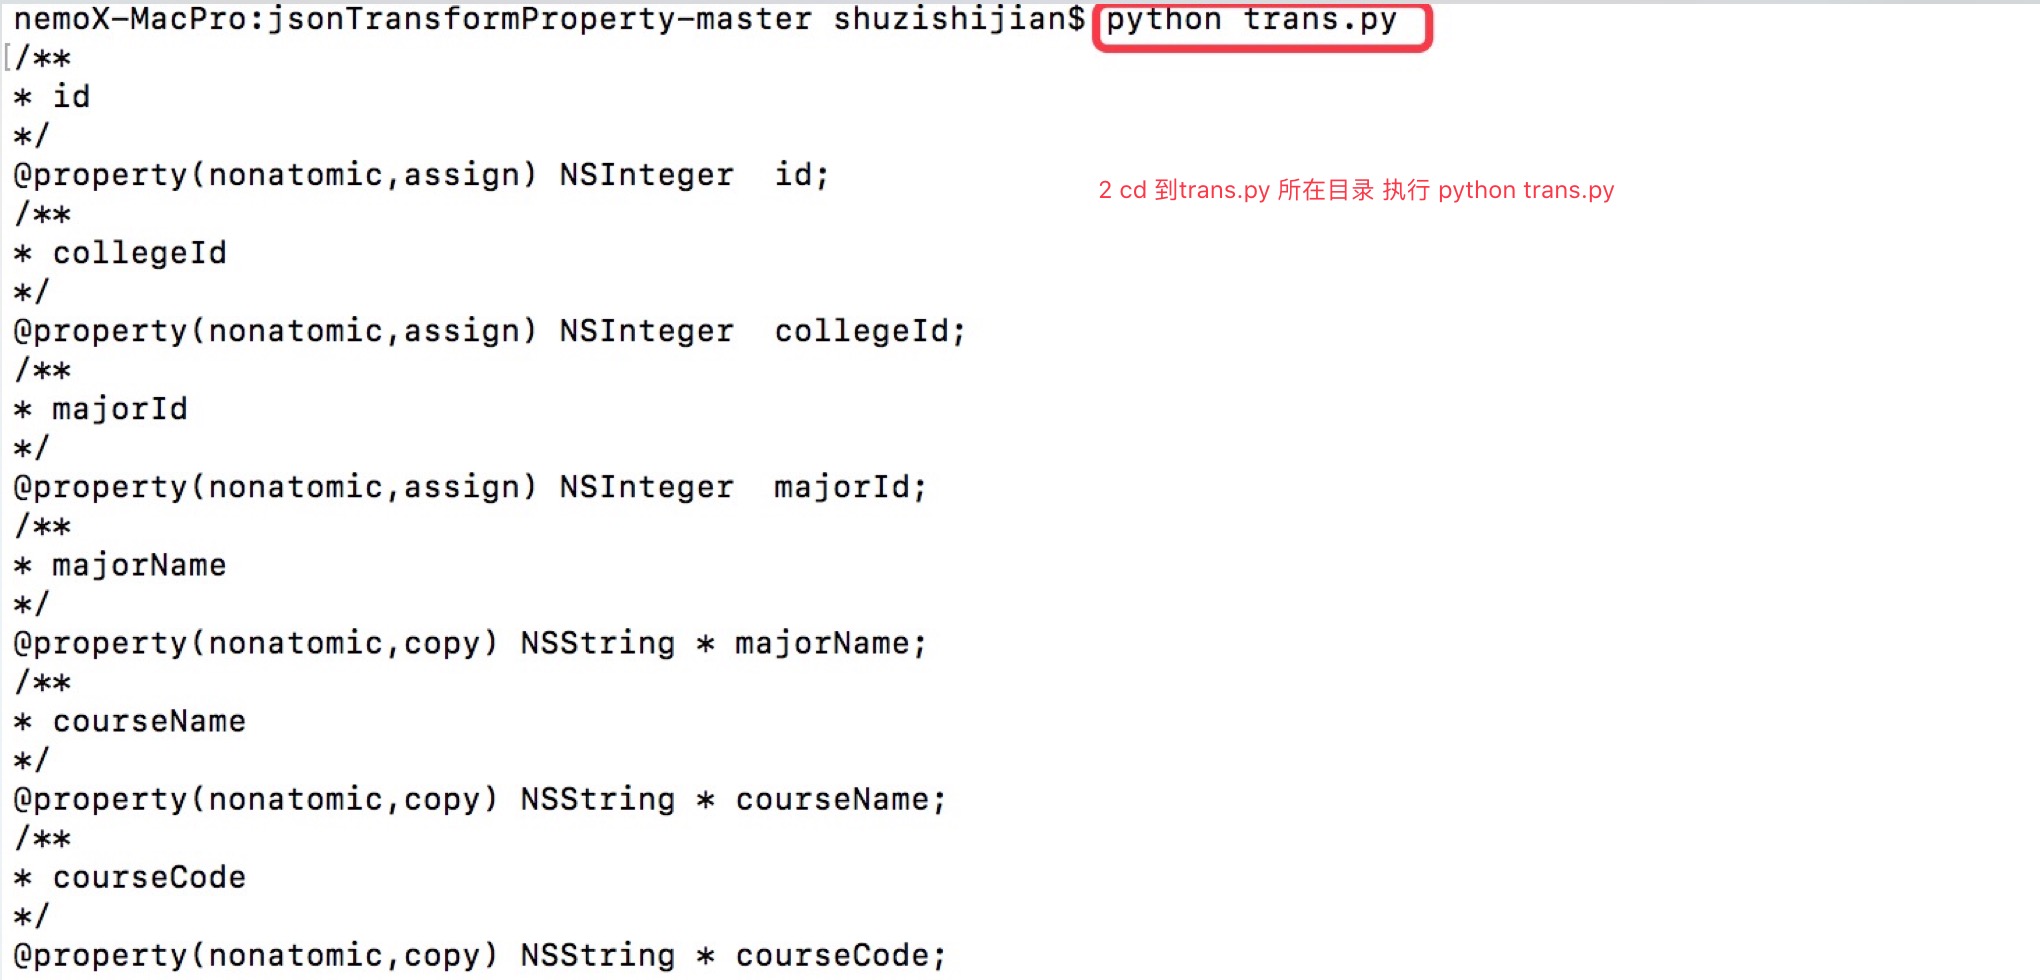 nemoX-MacPro:jsonTransformProperty-master shuzishijian$ python trans.py
[/**
* id
*/
@property(nonatomic,assign) NSInteger  id;
2 cd 到trans.py 所在目录 执行 python trans.py
/**
* collegeId
*/
@property(nonatomic,assign) NSInteger  collegeId;
/**
* majorId
*/
@property(nonatomic,assign) NSInteger  majorId;
/**
* majorName
*/
@property(nonatomic,copy) NSString * majorName;
/**
* courseName
*/
@property(nonatomic,copy) NSString * courseName;
/**
* courseCode
*/
@property(nonatomic,copy) NSString * courseCode;